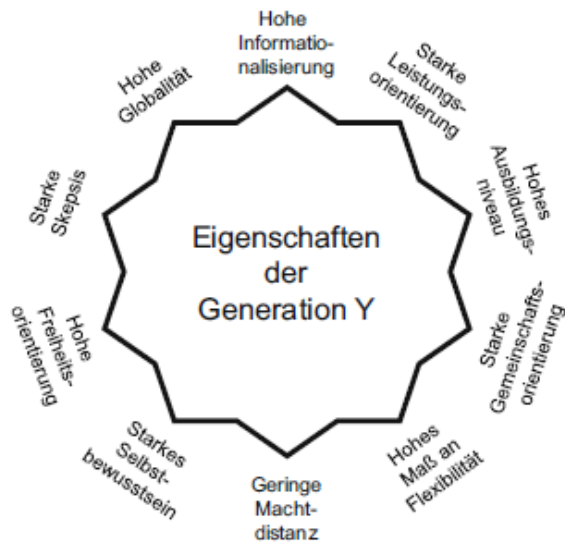 Hohe
Informatio-
nalisierung
Starke
Leistungs-
orientierung
Hohes
Ausbildungs-
niveau
Starke
Gemeinschafts-
orientierung
Hohes
Maß an
Flexibilität
Geringe
Macht-
distanz
Starkes
Selbst-
bewusstsein
Hohe
Freiheits-
orientierung
Starke
Skepsis
Hohe
Globalität
Eigenschaften
der
Generation Y